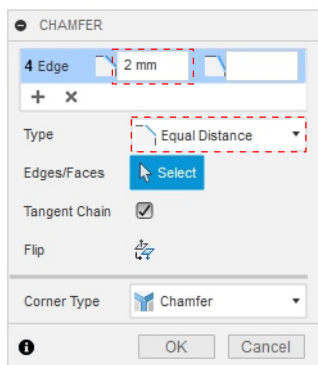 CHAMFER
4 Edge 2 mm
Type Equal Distance
Edges/Faces Select
Tangent Chain
Flip
Corner Type Chamfer
OK Cancel